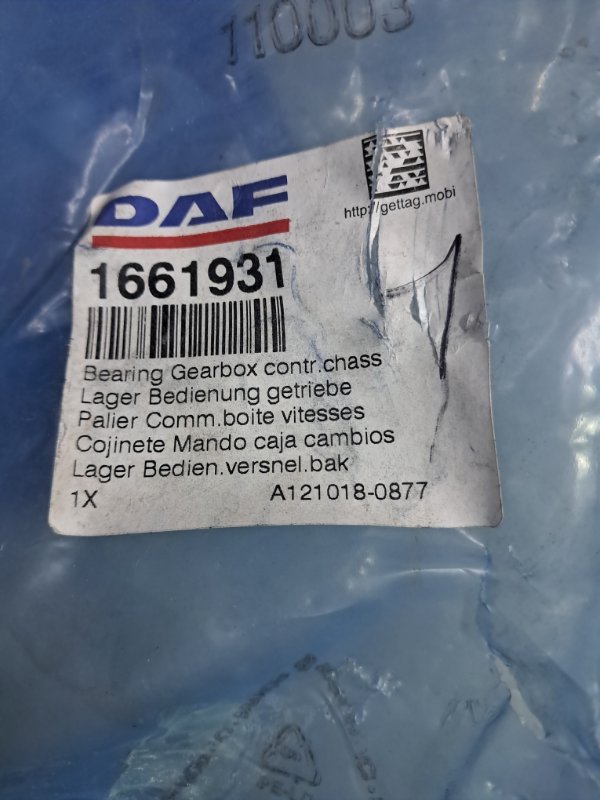 110003
DAF
http://gettag.mobi
1661931
1
Bearing Gearbox contr.chass
Lager Bedienung getriebe
Palier Comm.boite vitesses
Cojinete Mando caja cambios
Lager Bedien.versnel.bak
1X A121018-0877